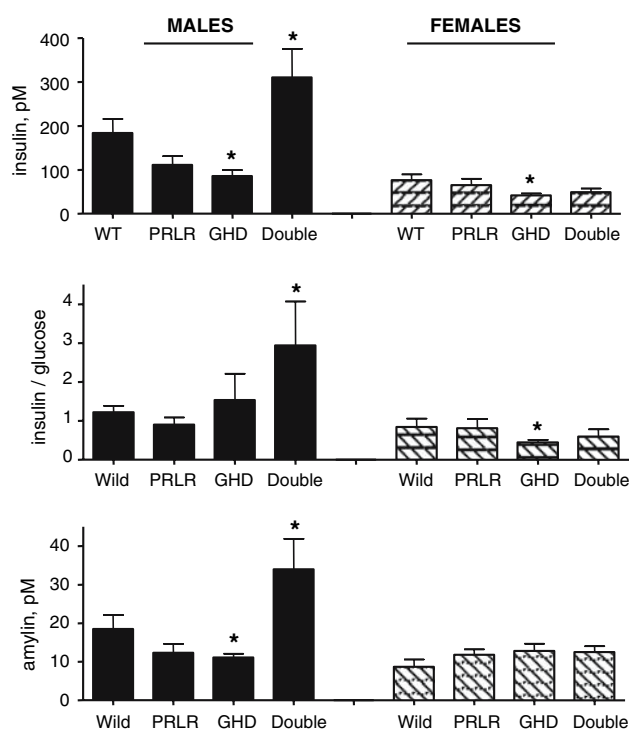 MALES FEMALES
insulin, pM
400
300
200
100
0
* * *
WT PRLR GHD Double WT PRLR GHD Double
insulin / glucose
4
3
2
1
0
* *
Wild PRLR GHD Double Wild PRLR GHD Double
amylin, pM
40
30
20
10
0
* *
Wild PRLR GHD Double Wild PRLR GHD Double